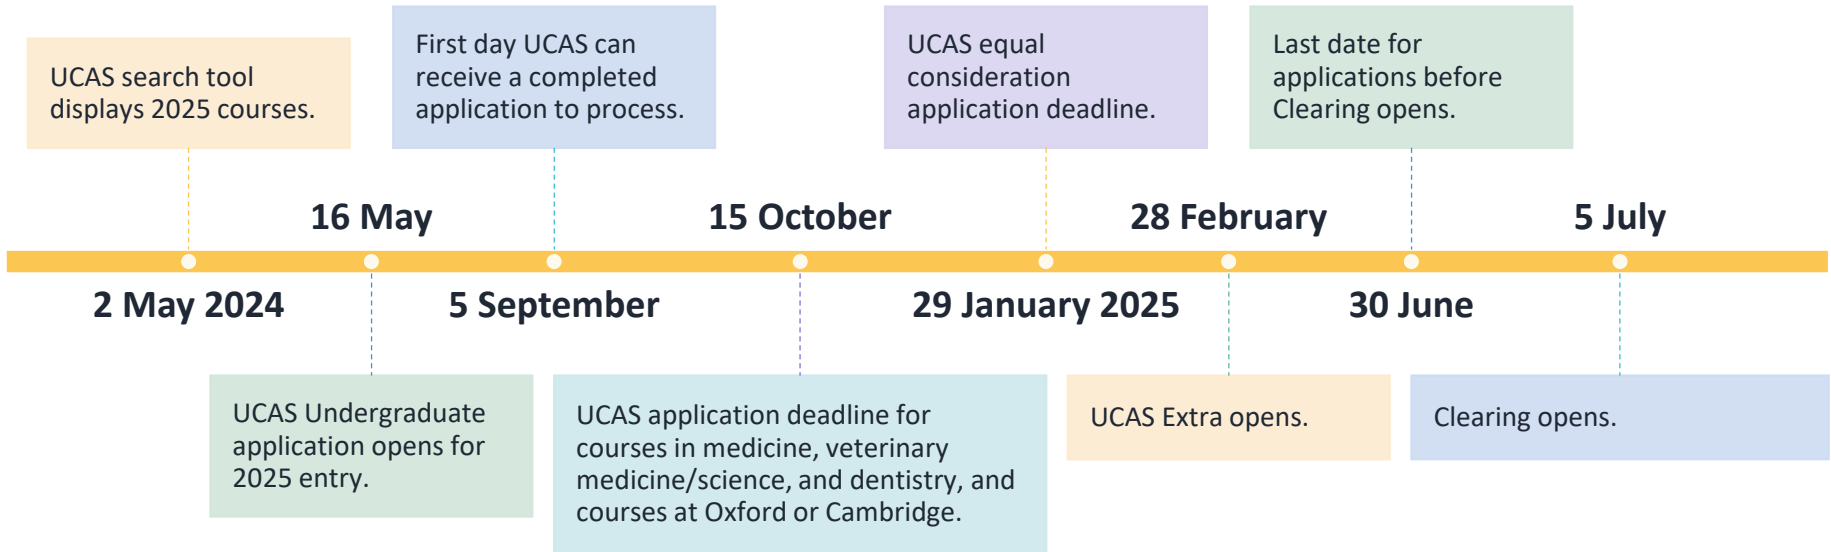 UCAS search tool
displays 2025 courses.
First day UCAS can
receive a completed
application to process.
UCAS equal
consideration
application deadline.
Last date for
applications before
Clearing opens.
16 May
15 October
28 February
5 July
2 May 2024
5 September
29 January 2025
30 June
UCAS Undergraduate
application opens for
2025 entry.
UCAS application deadline for
courses in medicine, veterinary
medicine/science, and dentistry, and
courses at Oxford or Cambridge.
UCAS Extra opens.
Clearing opens.